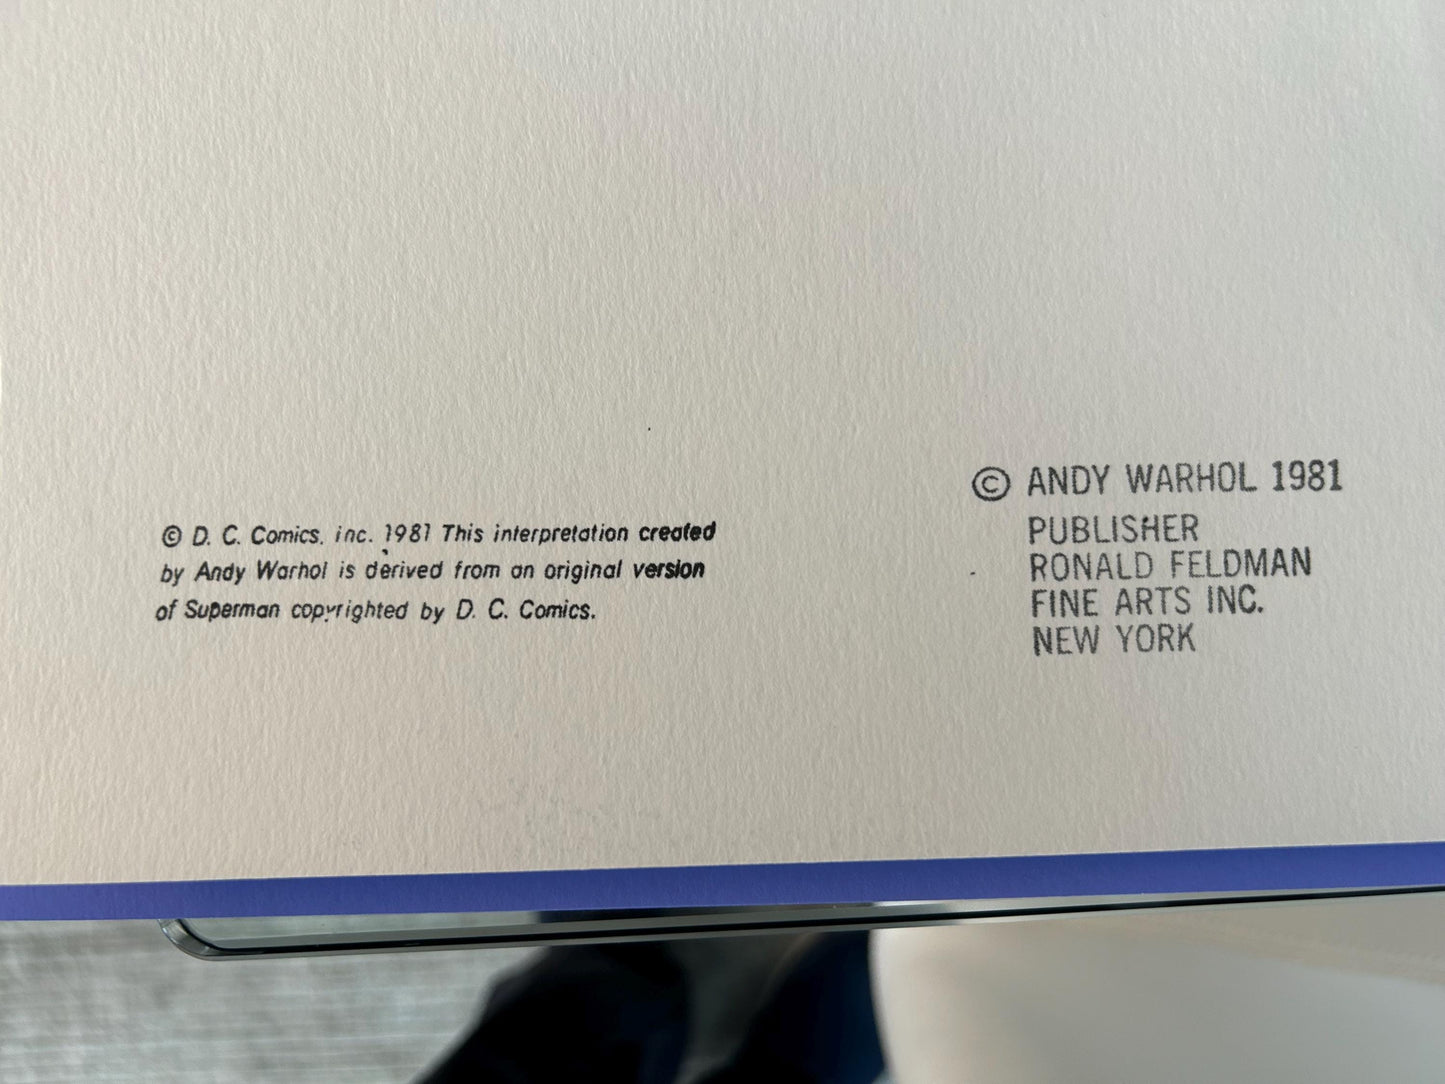 © D. C. Comics, inc. 1981 This interpretation created
by Andy Warhol is derived from an original version
of Superman copyrighted by D. C. Comics.
© ANDY WARHOL 1981
PUBLISHER
RONALD FELDMAN
FINE ARTS INC.
NEW YORK